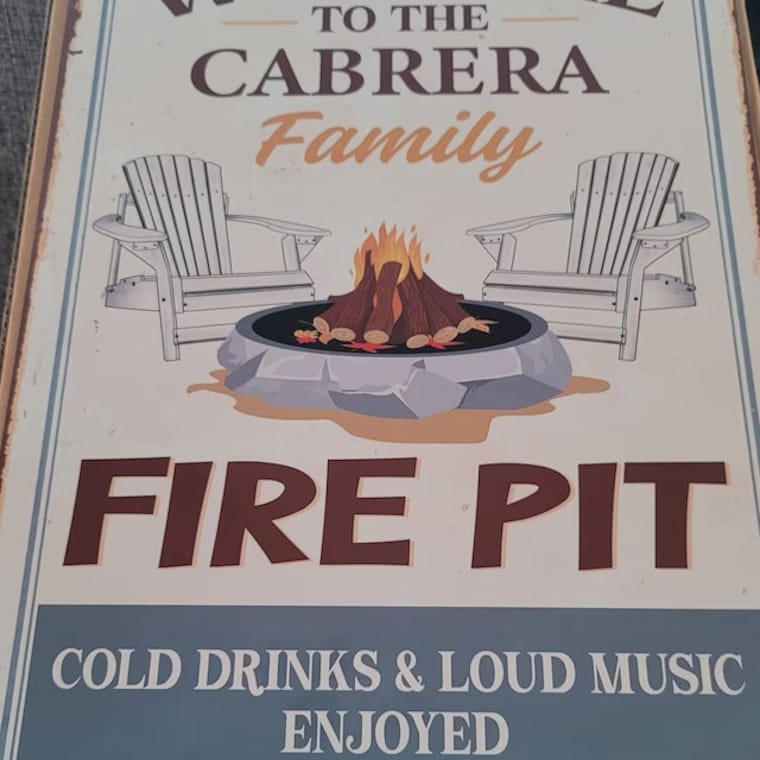 TO THE
CABRERA
Family
FIRE PIT
COLD DRINKS & LOUD MUSIC
ENJOYED